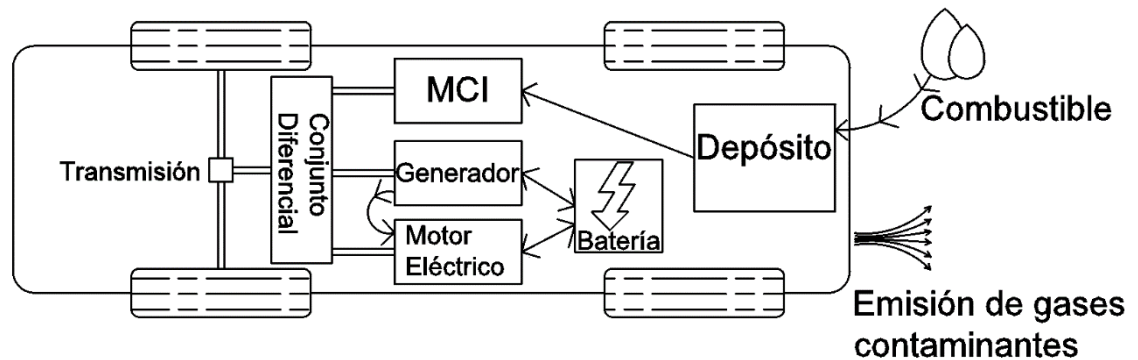 MCI
Combustible
Depósito
Conjunto
Diferencial
Transmisión
Generador
Motor
Eléctrico
Batería
Emisión de gases
contaminantes